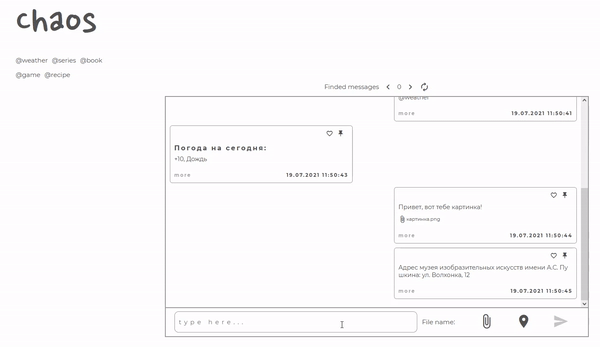 chaos
@weather @series @book
@game @recipe
Finded messages 0
@weather
more 19.07.2021 11:50:41
Погода на сегодня:
+10, Дождь
more 19.07.2021 11:50:43
Привет, вот тебе картинка!
картинка.png
more 19.07.2021 11:50:44
Адрес музея изобразительных искусств имени А.С. Пу
шкина: ул. Волхонка, 12
more 19.07.2021 11:50:45
type here...
File name: